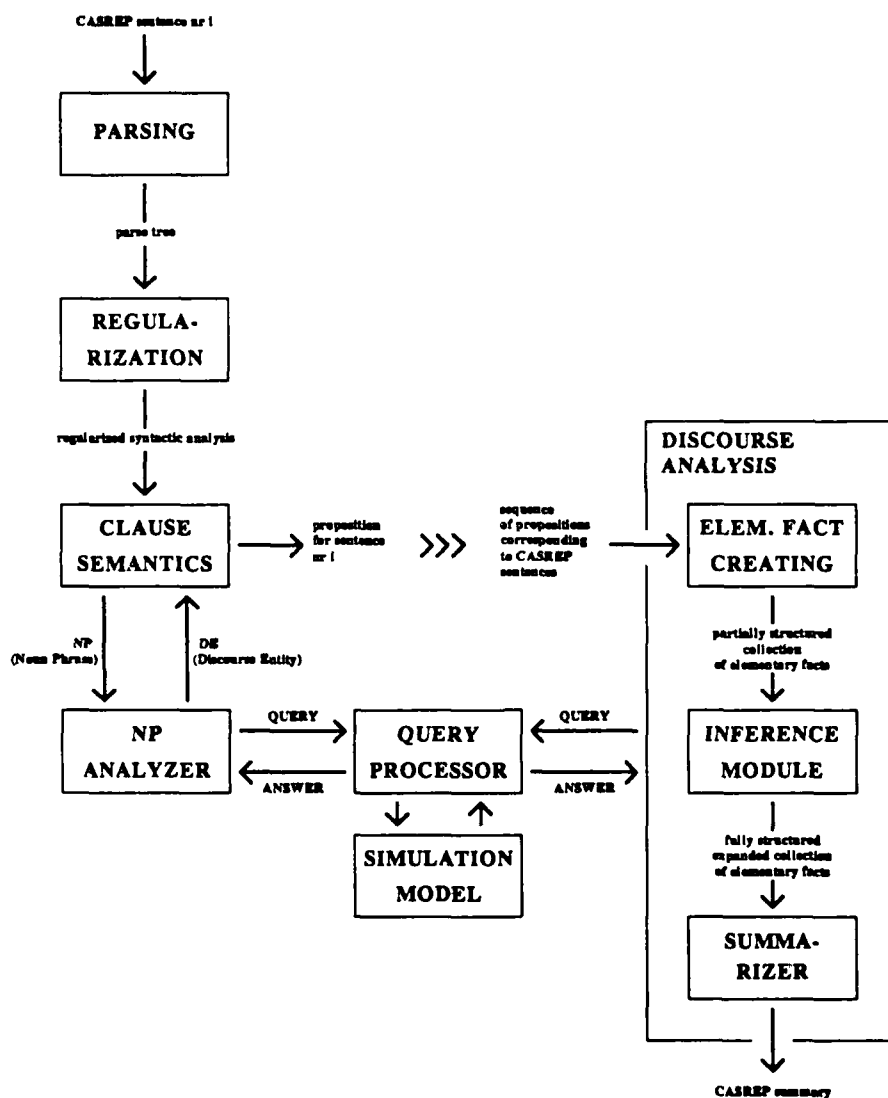 CASREP sentence nr i
PARSING
parse tree
REGULA-
RIZATION
regularized syntactic analysis
CLAUSE
SEMANTICS
proposition
for sentence
nr i
>>>
sequence
of propositions
corresponding
to CASREP
sentences
DISCOURSE
ANALYSIS
ELEM. FACT
CREATING
NP
(Noun Phrase)
DE
(Discourse Entity)
partially structured
collection
of elementary facts
NP
ANALYZER
QUERY
ANSWER
QUERY
PROCESSOR
QUERY
ANSWER
INFERENCE
MODULE
SIMULATION
MODEL
fully structured
expanded collection
of elementary facts
SUMMA-
RIZER
CASREP summary